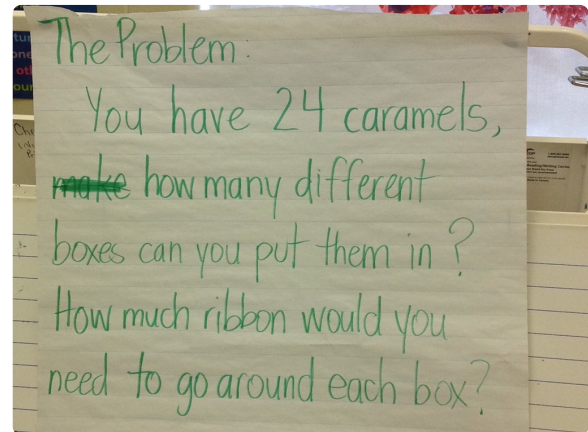 The Problem:
You have 24 caramels,
make how many different
boxes can you put them in?
How much ribbon would you
need to go around each box?